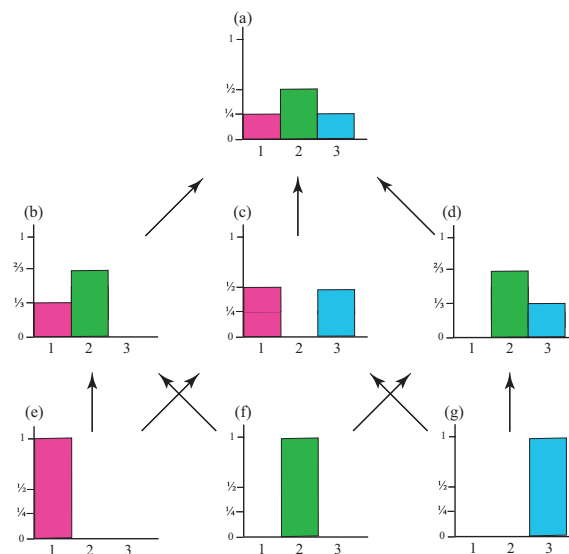 (a)
1
½
¼
0
1 2 3
(b) (c) (d)
1 1 1
⅔ ½ ⅔
⅓ ¼ ⅓
0 0 0
1 2 3 1 2 3 1 2 3
(e) (f) (g)
1 1 1
½ ½ ½
¼ ¼ ¼
0 0 0
1 2 3 1 2 3 1 2 3